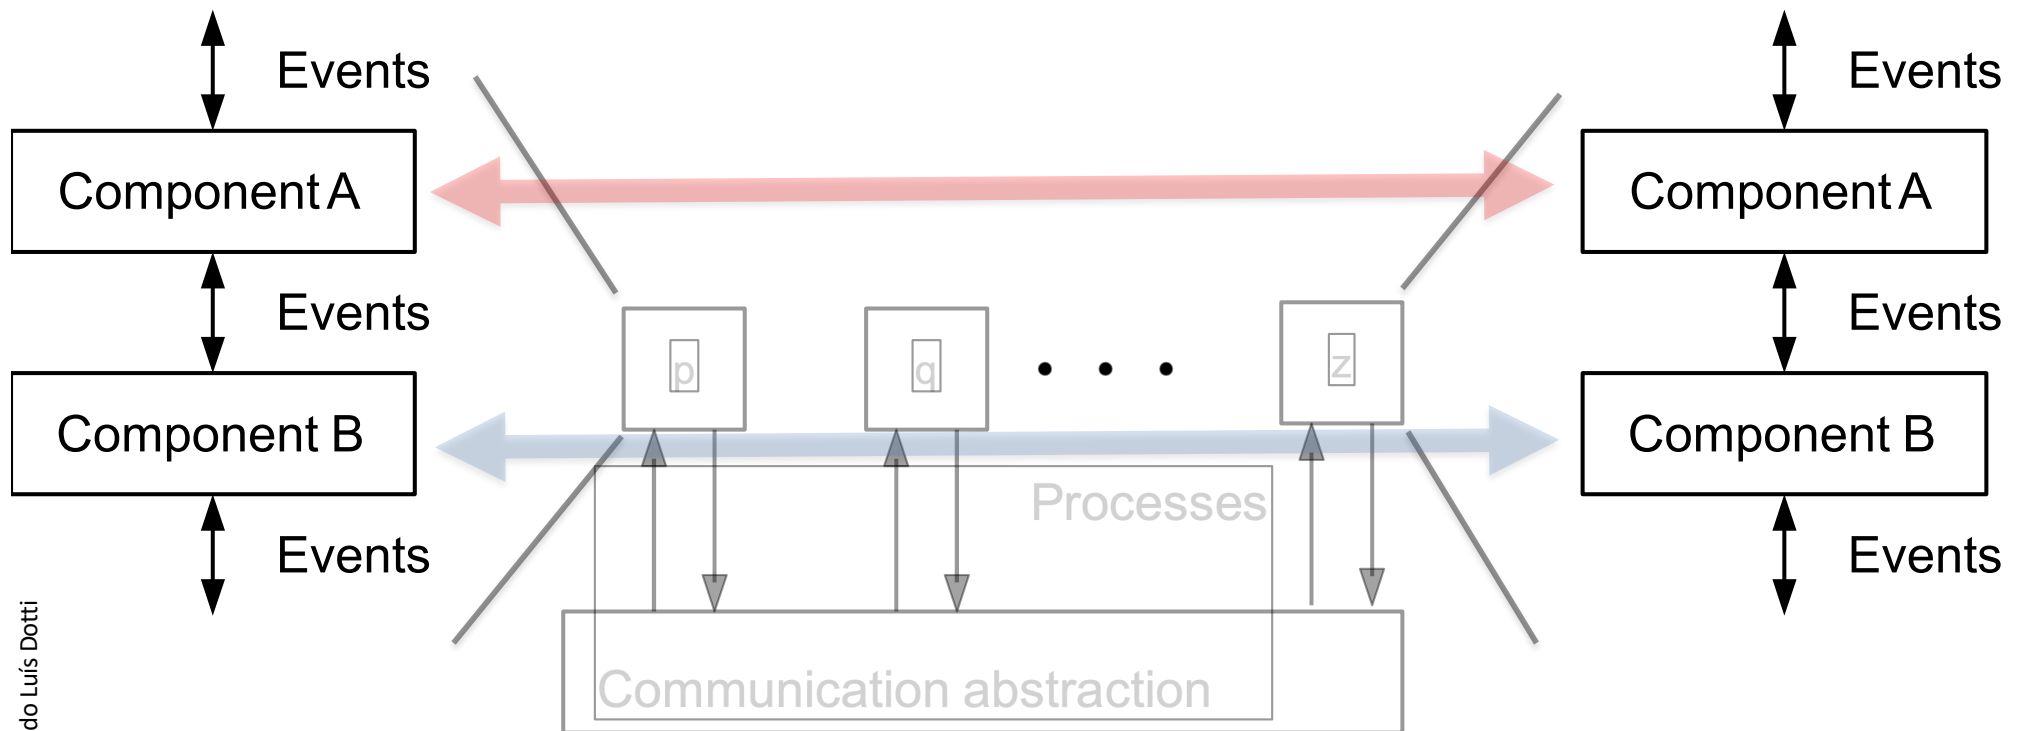 Events
Events
Component A
Component A
Events
Events
p
q
z
Component B
Component B
Processes
Events
Events
Communication abstraction
do Luís Dotti